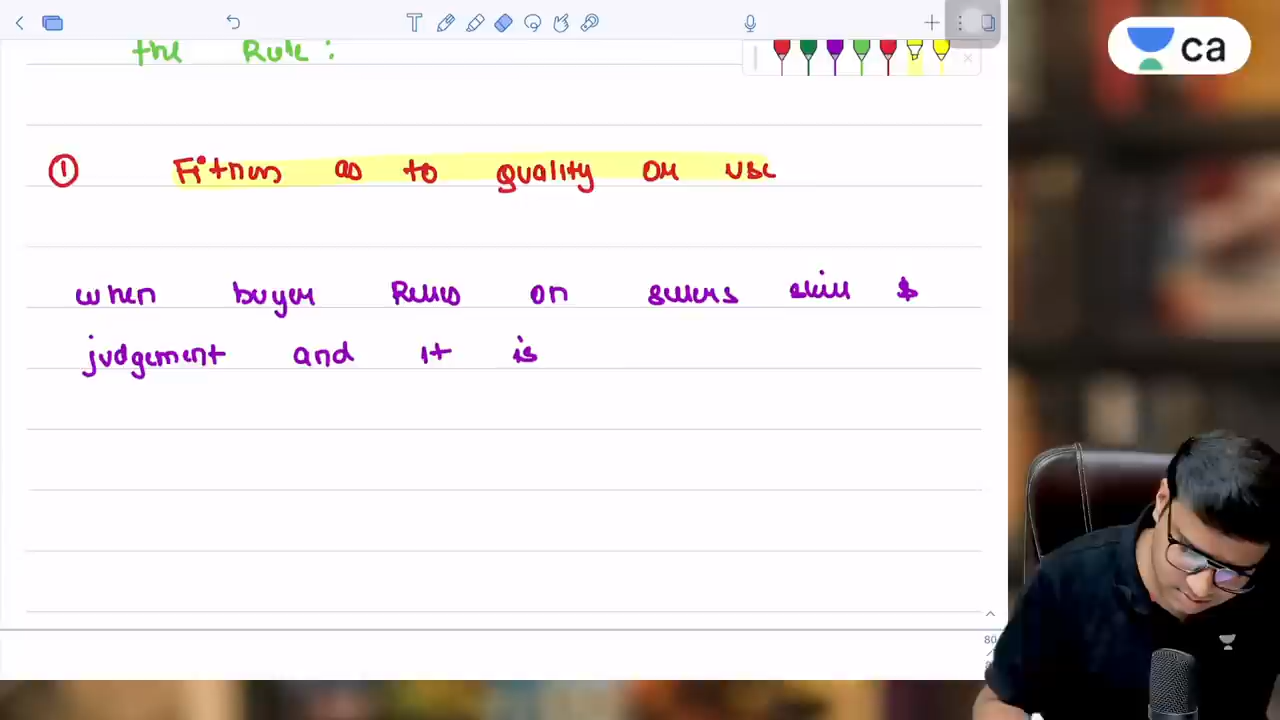 ca
the Rule :
① Fitness as to quality or use
when buyer Relies on sellers skill &
judgement and it is
80